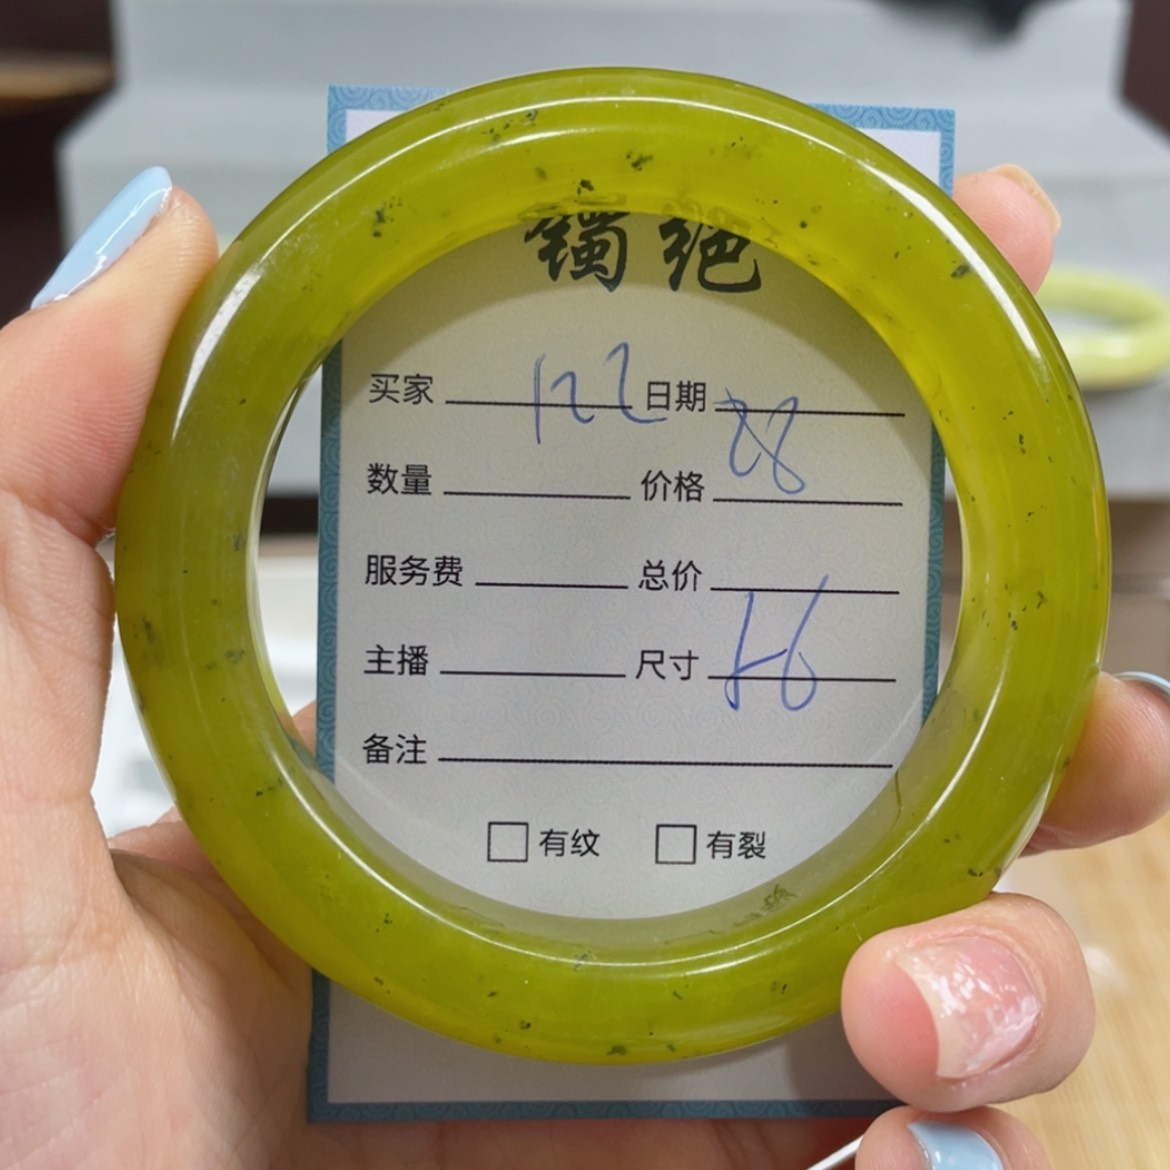 镯绝
买家 122 日期 28
数量 价格
服务费 总价
主播 尺寸 56
备注
有纹 有裂